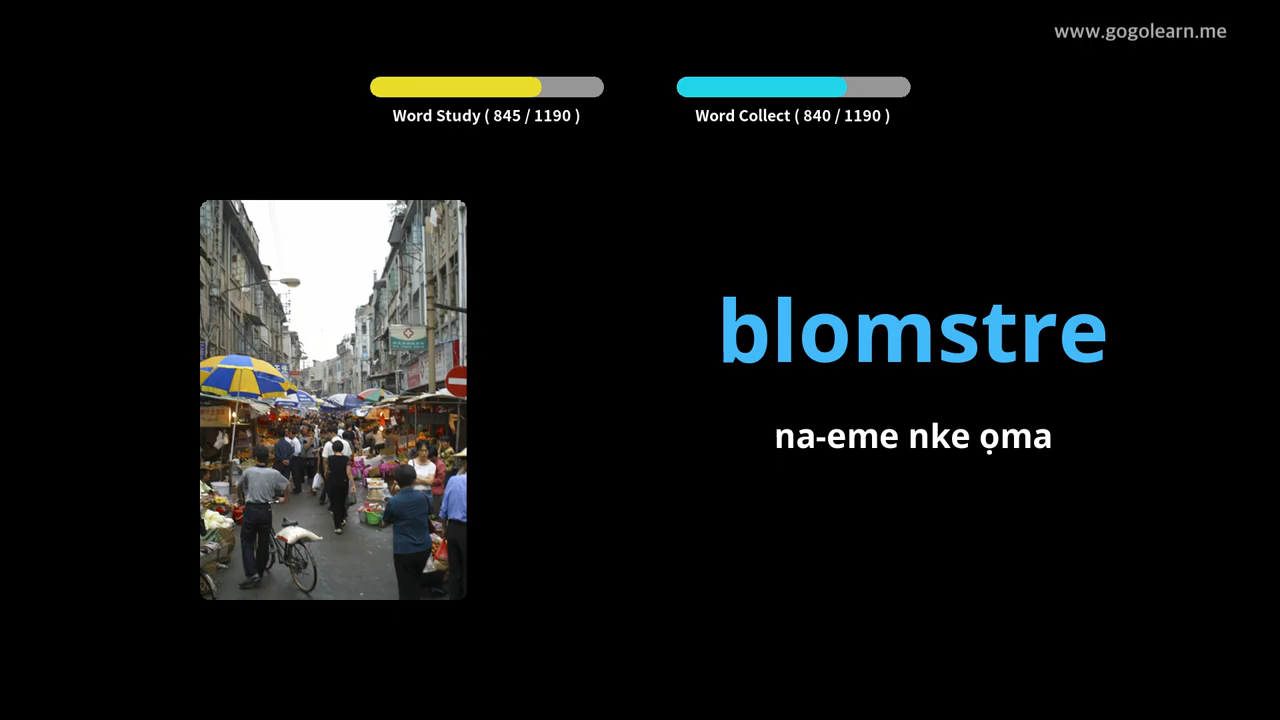 www.gogolearn.me
Word Study ( 845 / 1190 )
Word Collect ( 840 / 1190 )
blomstre
na-eme nke ọma